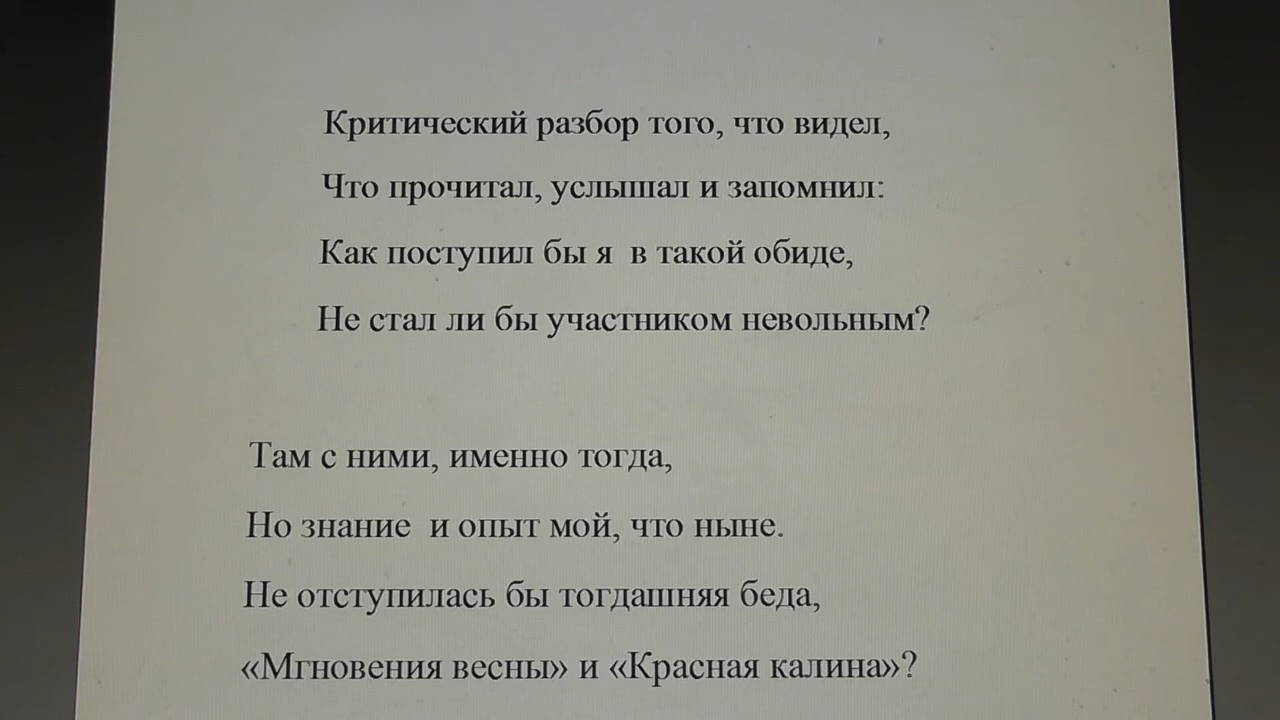 Критический разбор того, что видел,
Что прочитал, услышал и запомнил:
Как поступил бы я  в такой обиде,
Не стал ли бы участником невольным?
Там с ними, именно тогда,
Но знание  и опыт мой, что ныне.
Не отступилась бы тогдашняя беда,
«Мгновения весны» и «Красная калина»?